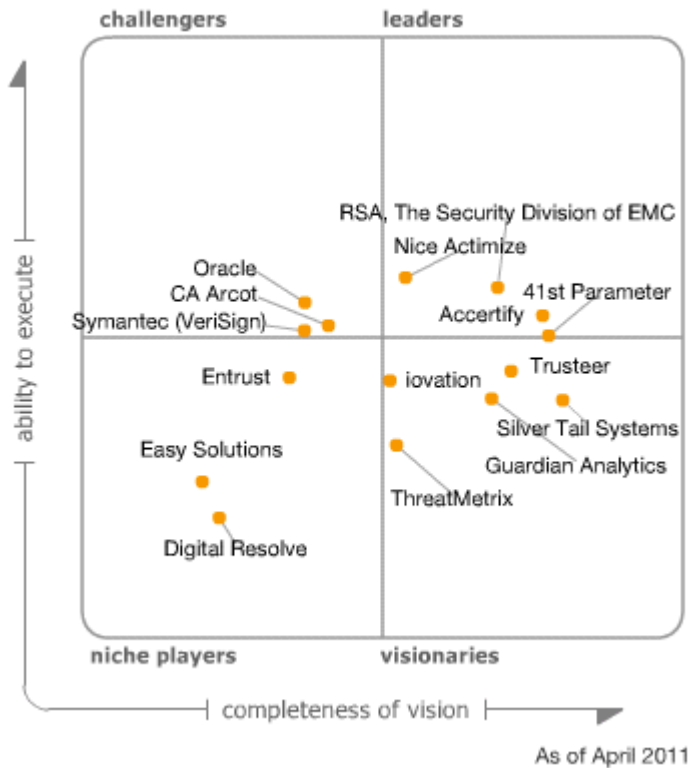 challengers
leaders
RSA, The Security Division of EMC
Nice Actimize
Oracle
CA Arcot
41st Parameter
Symantec (VeriSign)
Accertify
ability to execute
Entrust
iovation
Trusteer
Silver Tail Systems
Easy Solutions
Guardian Analytics
ThreatMetrix
Digital Resolve
niche players
visionaries
completeness of vision
As of April 2011